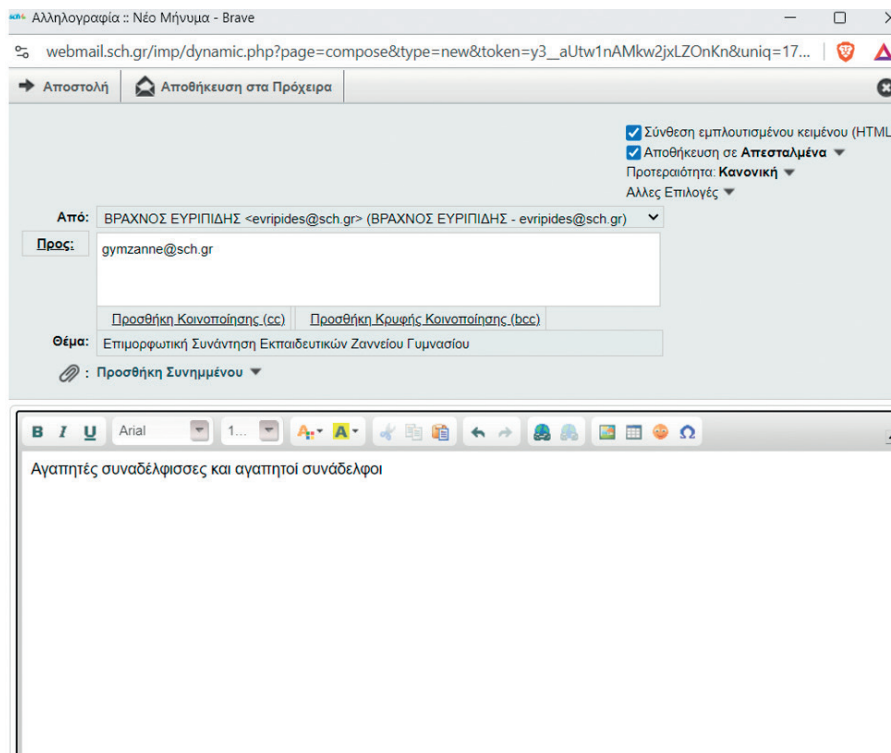 Αλληλογραφία :: Νέο Μήνυμα - Brave
webmail.sch.gr/imp/dynamic.php?page=compose&type=new&token=y3__aUtw1nAMkw2jxLZOnKn&uniq=17...
Αποστολή Αποθήκευση στα Πρόχειρα
Σύνθεση εμπλουτισμένου κειμένου (HTML
Αποθήκευση σε Απεσταλμένα
Προτεραιότητα: Κανονική
Αλλες Επιλογές
Από: ΒΡΑΧΝΟΣ ΕΥΡΙΠΙΔΗΣ <evripides@sch.gr> (ΒΡΑΧΝΟΣ ΕΥΡΙΠΙΔΗΣ - evripides@sch.gr)
Προς: gymzanne@sch.gr
Προσθήκη Κοινοποίησης (cc) Προσθήκη Κρυφής Κοινοποίησης (bcc)
Θέμα: Επιμορφωτική Συνάντηση Εκπαιδευτικών Ζαννείου Γυμνασίου
: Προσθήκη Συνημμένου
B I U Arial 1... A A Ω
Αγαπητές συναδέλφισσες και αγαπητοί συνάδελφοι